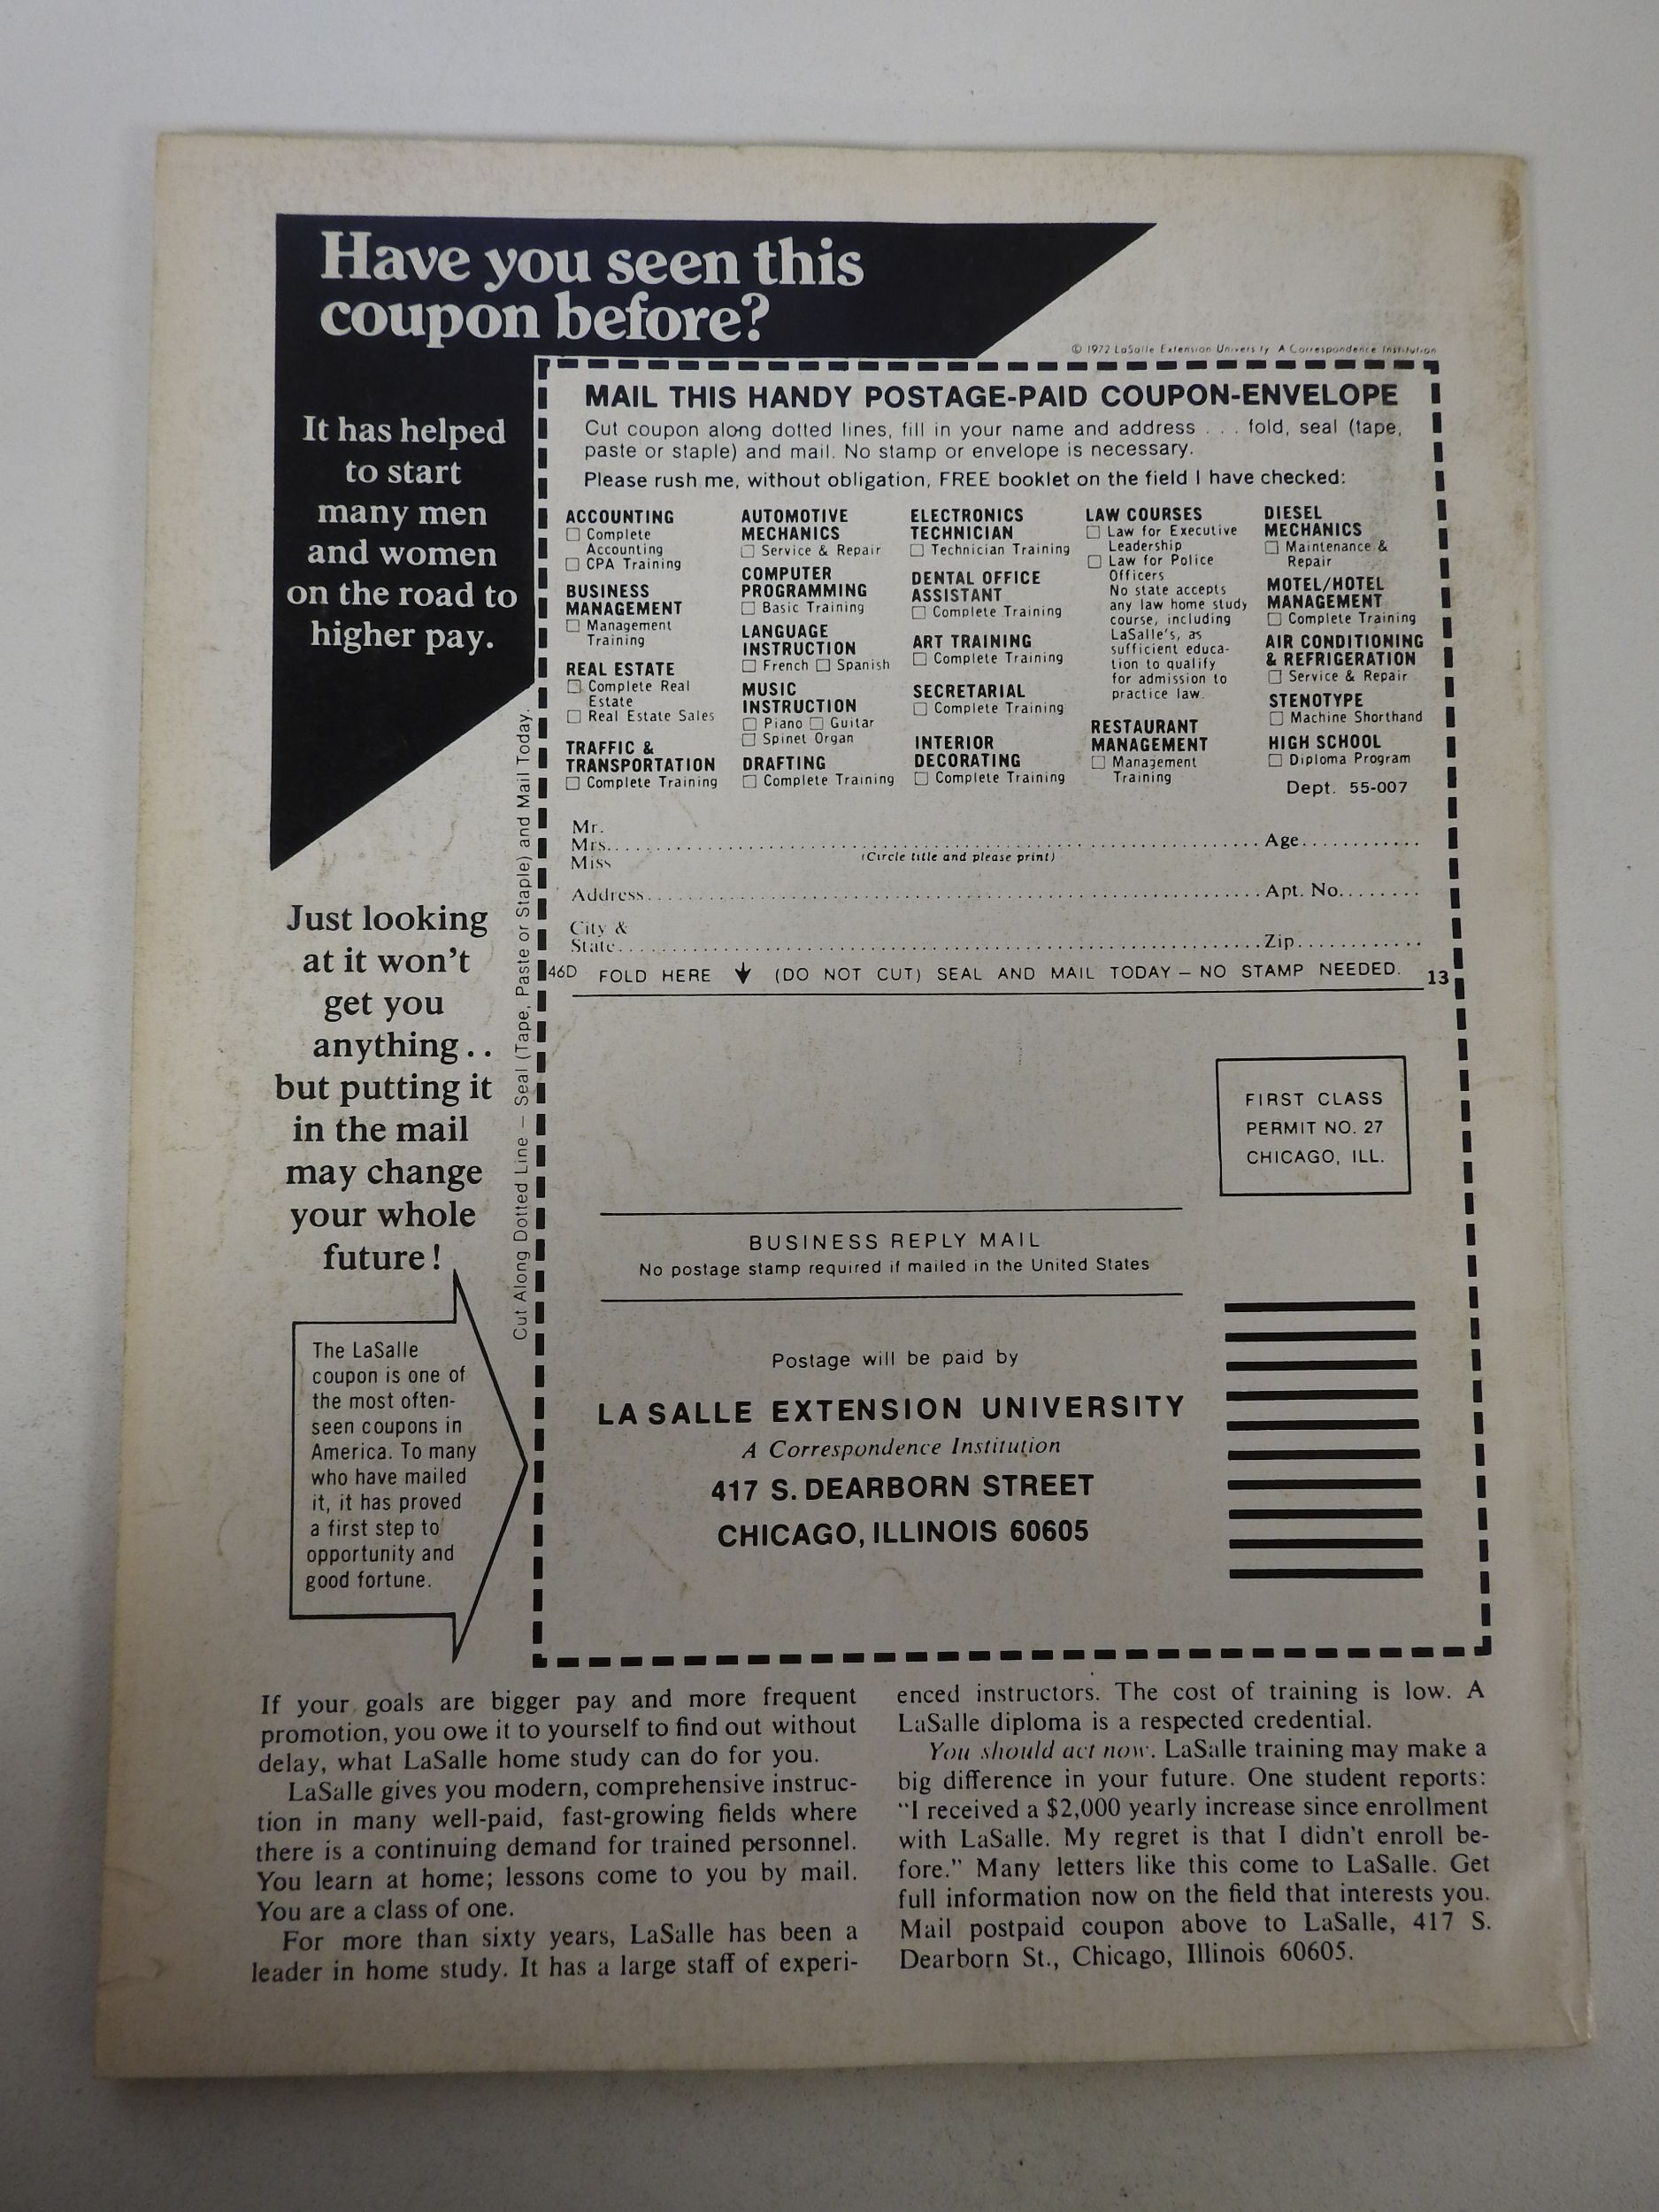 Have you seen this
coupon before?
It has helped
to start
many men
and women
on the road to
higher pay.
Just looking
at it won't
get you
anything . .
but putting it
in the mail
may change
your whole
future!
The LaSalle
coupon is one of
the most often-
seen coupons in
America. To many
who have mailed
it, it has proved
a first step to
opportunity and
good fortune.
Cut Along Dotted Line — Seal (Tape, Paste or Staple) and Mail Today.
© 1972 LaSalle Extension University A Correspondence Institution
MAIL THIS HANDY POSTAGE-PAID COUPON-ENVELOPE
Cut coupon along dotted lines, fill in your name and address . . . fold, seal (tape,
paste or staple) and mail. No stamp or envelope is necessary.
Please rush me, without obligation, FREE booklet on the field I have checked:
ACCOUNTING
☐ Complete
Accounting
☐ CPA Training
BUSINESS
MANAGEMENT
☐ Management
Training
REAL ESTATE
☐ Complete Real
Estate
☐ Real Estate Sales
TRAFFIC &
TRANSPORTATION
☐ Complete Training
AUTOMOTIVE
MECHANICS
☐ Service & Repair
COMPUTER
PROGRAMMING
☐ Basic Training
LANGUAGE
INSTRUCTION
☐ French ☐ Spanish
MUSIC
INSTRUCTION
☐ Piano ☐ Guitar
☐ Spinet Organ
DRAFTING
☐ Complete Training
ELECTRONICS
TECHNICIAN
☐ Technician Training
DENTAL OFFICE
ASSISTANT
☐ Complete Training
ART TRAINING
☐ Complete Training
SECRETARIAL
☐ Complete Training
INTERIOR
DECORATING
☐ Complete Training
LAW COURSES
☐ Law for Executive
Leadership
☐ Law for Police
Officers
No state accepts
any law home study
course, including
LaSalle's, as
sufficient educa-
tion to qualify
for admission to
practice law.
RESTAURANT
MANAGEMENT
☐ Management
Training
DIESEL
MECHANICS
☐ Maintenance &
Repair
MOTEL/HOTEL
MANAGEMENT
☐ Complete Training
AIR CONDITIONING
& REFRIGERATION
☐ Service & Repair
STENOTYPE
☐ Machine Shorthand
HIGH SCHOOL
☐ Diploma Program
Dept. 55-007
Mr.
Mrs. Age
Miss (Circle title and please print)
Address Apt. No.
City &
State Zip
46D FOLD HERE ↓ (DO NOT CUT) SEAL AND MAIL TODAY — NO STAMP NEEDED. 13
FIRST CLASS
PERMIT NO. 27
CHICAGO, ILL.
BUSINESS REPLY MAIL
No postage stamp required if mailed in the United States
Postage will be paid by
LA SALLE EXTENSION UNIVERSITY
A Correspondence Institution
417 S. DEARBORN STREET
CHICAGO, ILLINOIS 60605
If your goals are bigger pay and more frequent
promotion, you owe it to yourself to find out without
delay, what LaSalle home study can do for you.
LaSalle gives you modern, comprehensive instruc-
tion in many well-paid, fast-growing fields where
there is a continuing demand for trained personnel.
You learn at home; lessons come to you by mail.
You are a class of one.
For more than sixty years, LaSalle has been a
leader in home study. It has a large staff of experi-
enced instructors. The cost of training is low. A
LaSalle diploma is a respected credential.
You should act now. LaSalle training may make a
big difference in your future. One student reports:
"I received a $2,000 yearly increase since enrollment
with LaSalle. My regret is that I didn't enroll be-
fore." Many letters like this come to LaSalle. Get
full information now on the field that interests you.
Mail postpaid coupon above to LaSalle, 417 S.
Dearborn St., Chicago, Illinois 60605.